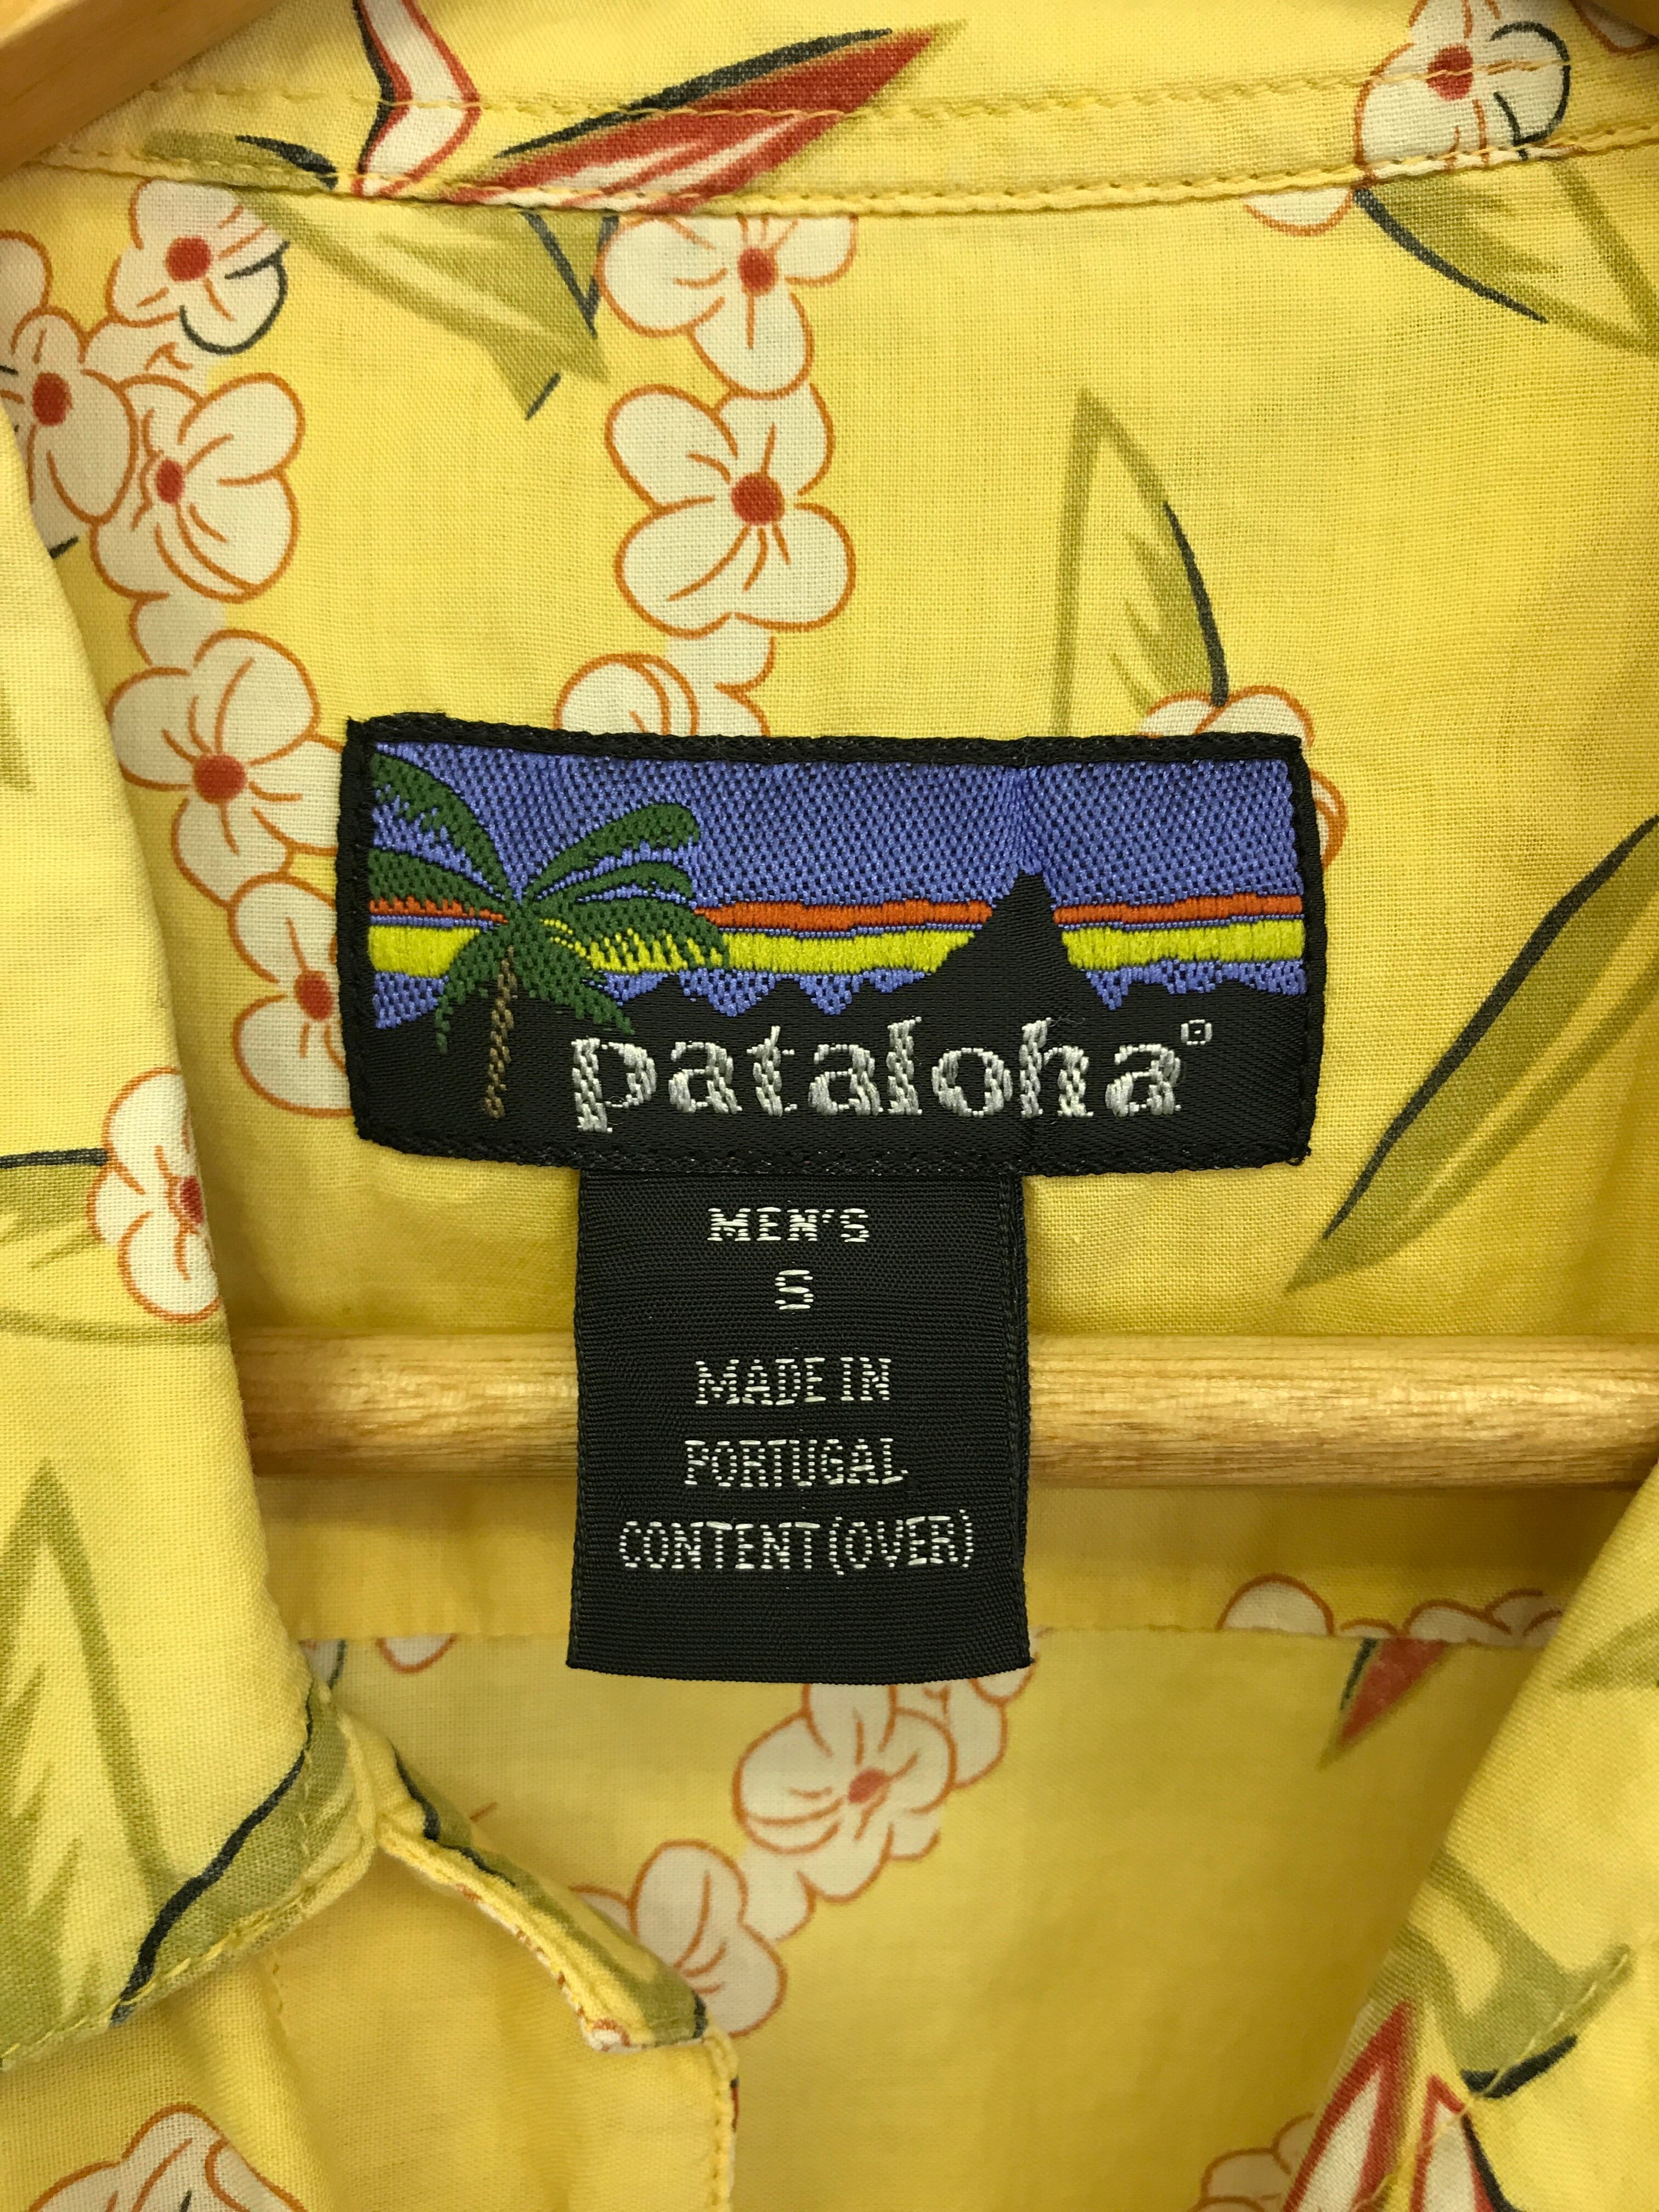 pataloha®
MEN'S
S
MADE IN
PORTUGAL
CONTENT (OVER)